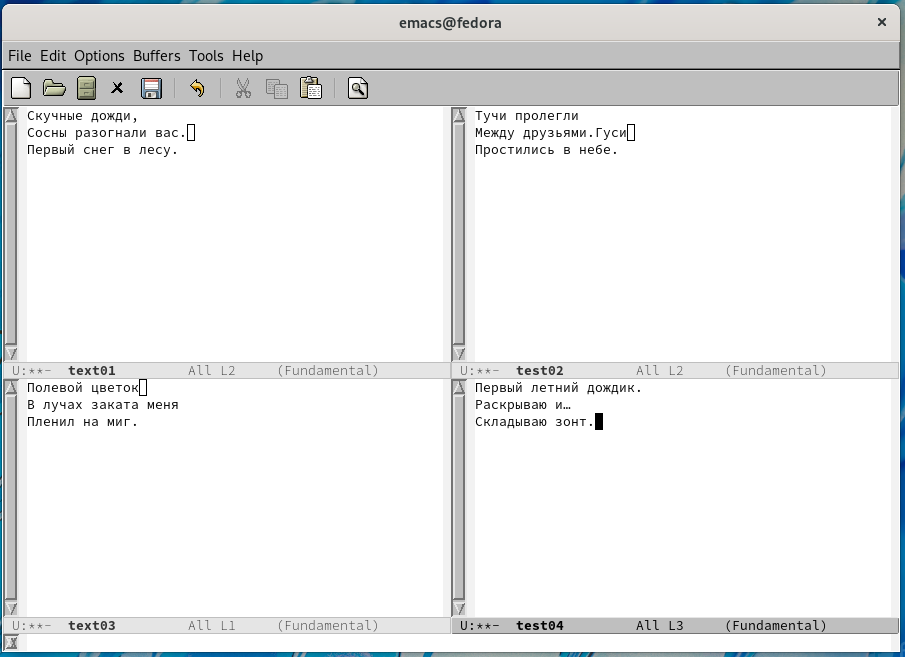 emacs@fedora
File Edit Options Buffers Tools Help
Скучные дожди,
Сосны разогнали вас.
Первый снег в лесу.
U:**- text01 All L2 (Fundamental)
Тучи пролегли
Между друзьями.Гуси
Простились в небе.
U:**- test02 All L2 (Fundamental)
Полевой цветок
В лучах заката меня
Пленил на миг.
U:**- text03 All L1 (Fundamental)
Первый летний дождик.
Раскрываю и…
Складываю зонт.
U:**- test04 All L3 (Fundamental)